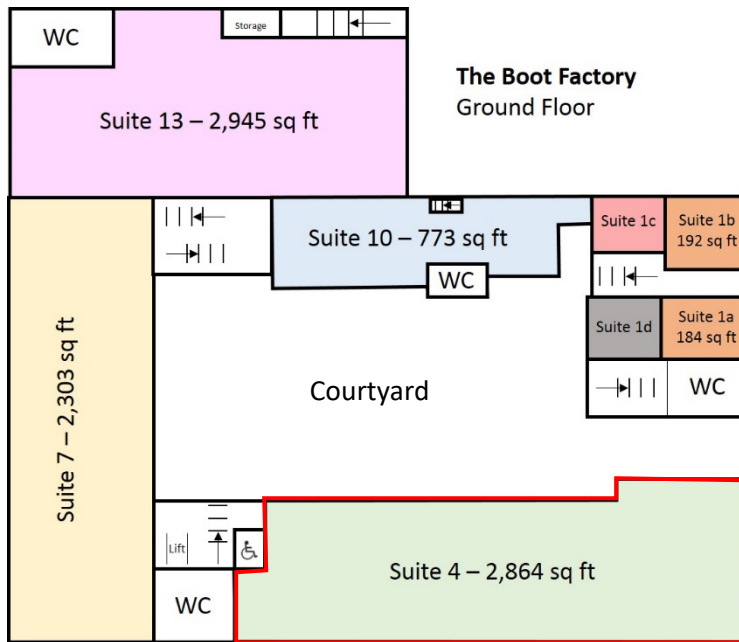 WC
Storage
The Boot Factory
Ground Floor
Suite 13 – 2,945 sq ft
Suite 10 – 773 sq ft
WC
Suite 1c
Suite 1b
192 sq ft
Suite 1d
Suite 1a
184 sq ft
WC
Suite 7 – 2,303 sq ft
Courtyard
Lift
WC
Suite 4 – 2,864 sq ft